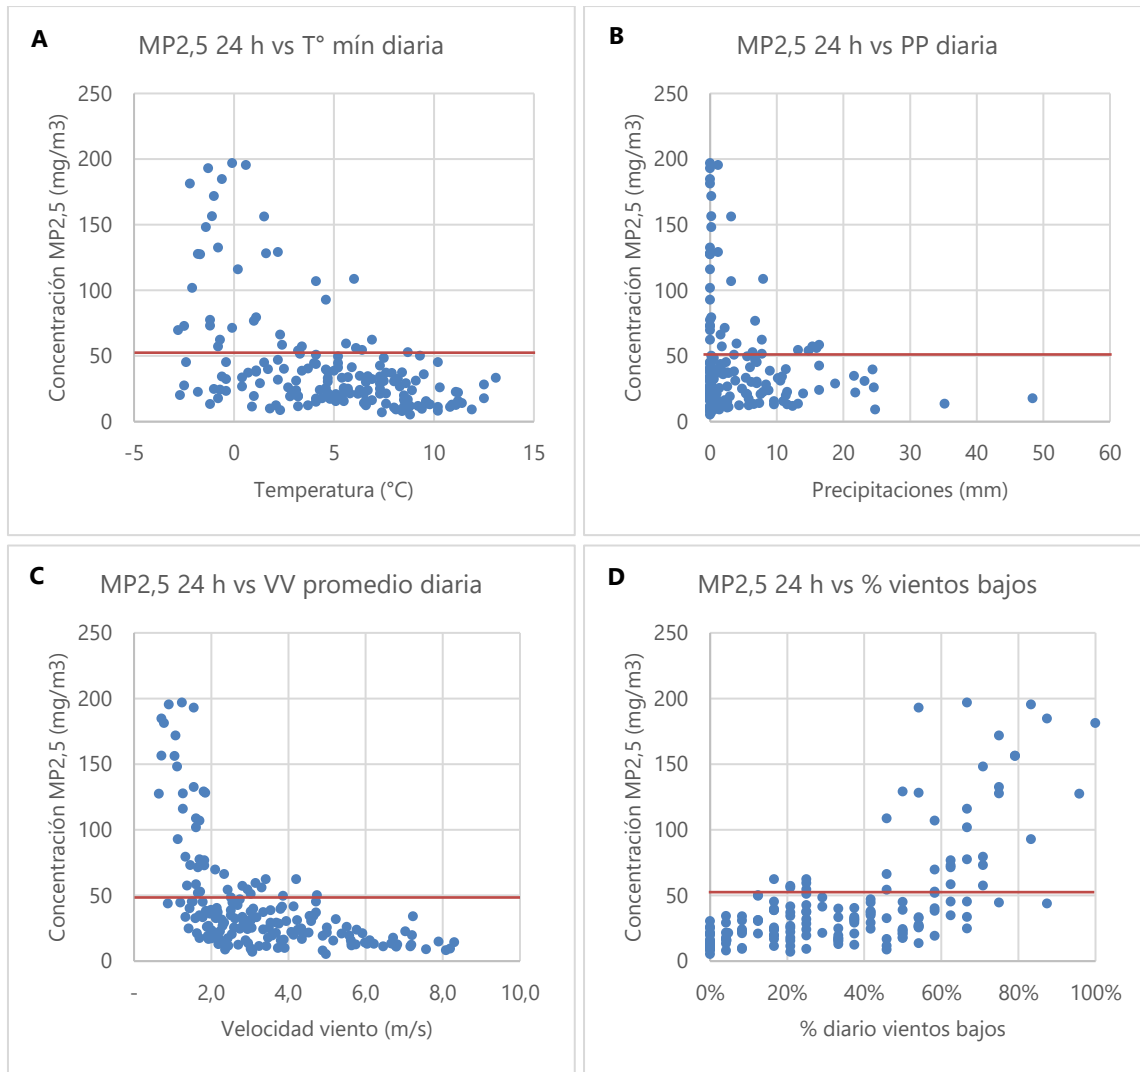 A
MP2,5 24 h vs T° mín diaria
Concentración MP2,5 (mg/m3)
250
200
150
100
50
0
-5 0 5 10 15
Temperatura (°C)
B
MP2,5 24 h vs PP diaria
Concentración MP2,5 (mg/m3)
250
200
150
100
50
0
0 10 20 30 40 50 60
Precipitaciones (mm)
C
MP2,5 24 h vs VV promedio diaria
Concentración MP2,5 (mg/m3)
250
200
150
100
50
0
- 2,0 4,0 6,0 8,0 10,0
Velocidad viento (m/s)
D
MP2,5 24 h vs % vientos bajos
Concentración MP2,5 (mg/m3)
250
200
150
100
50
0
0% 20% 40% 60% 80% 100%
% diario vientos bajos